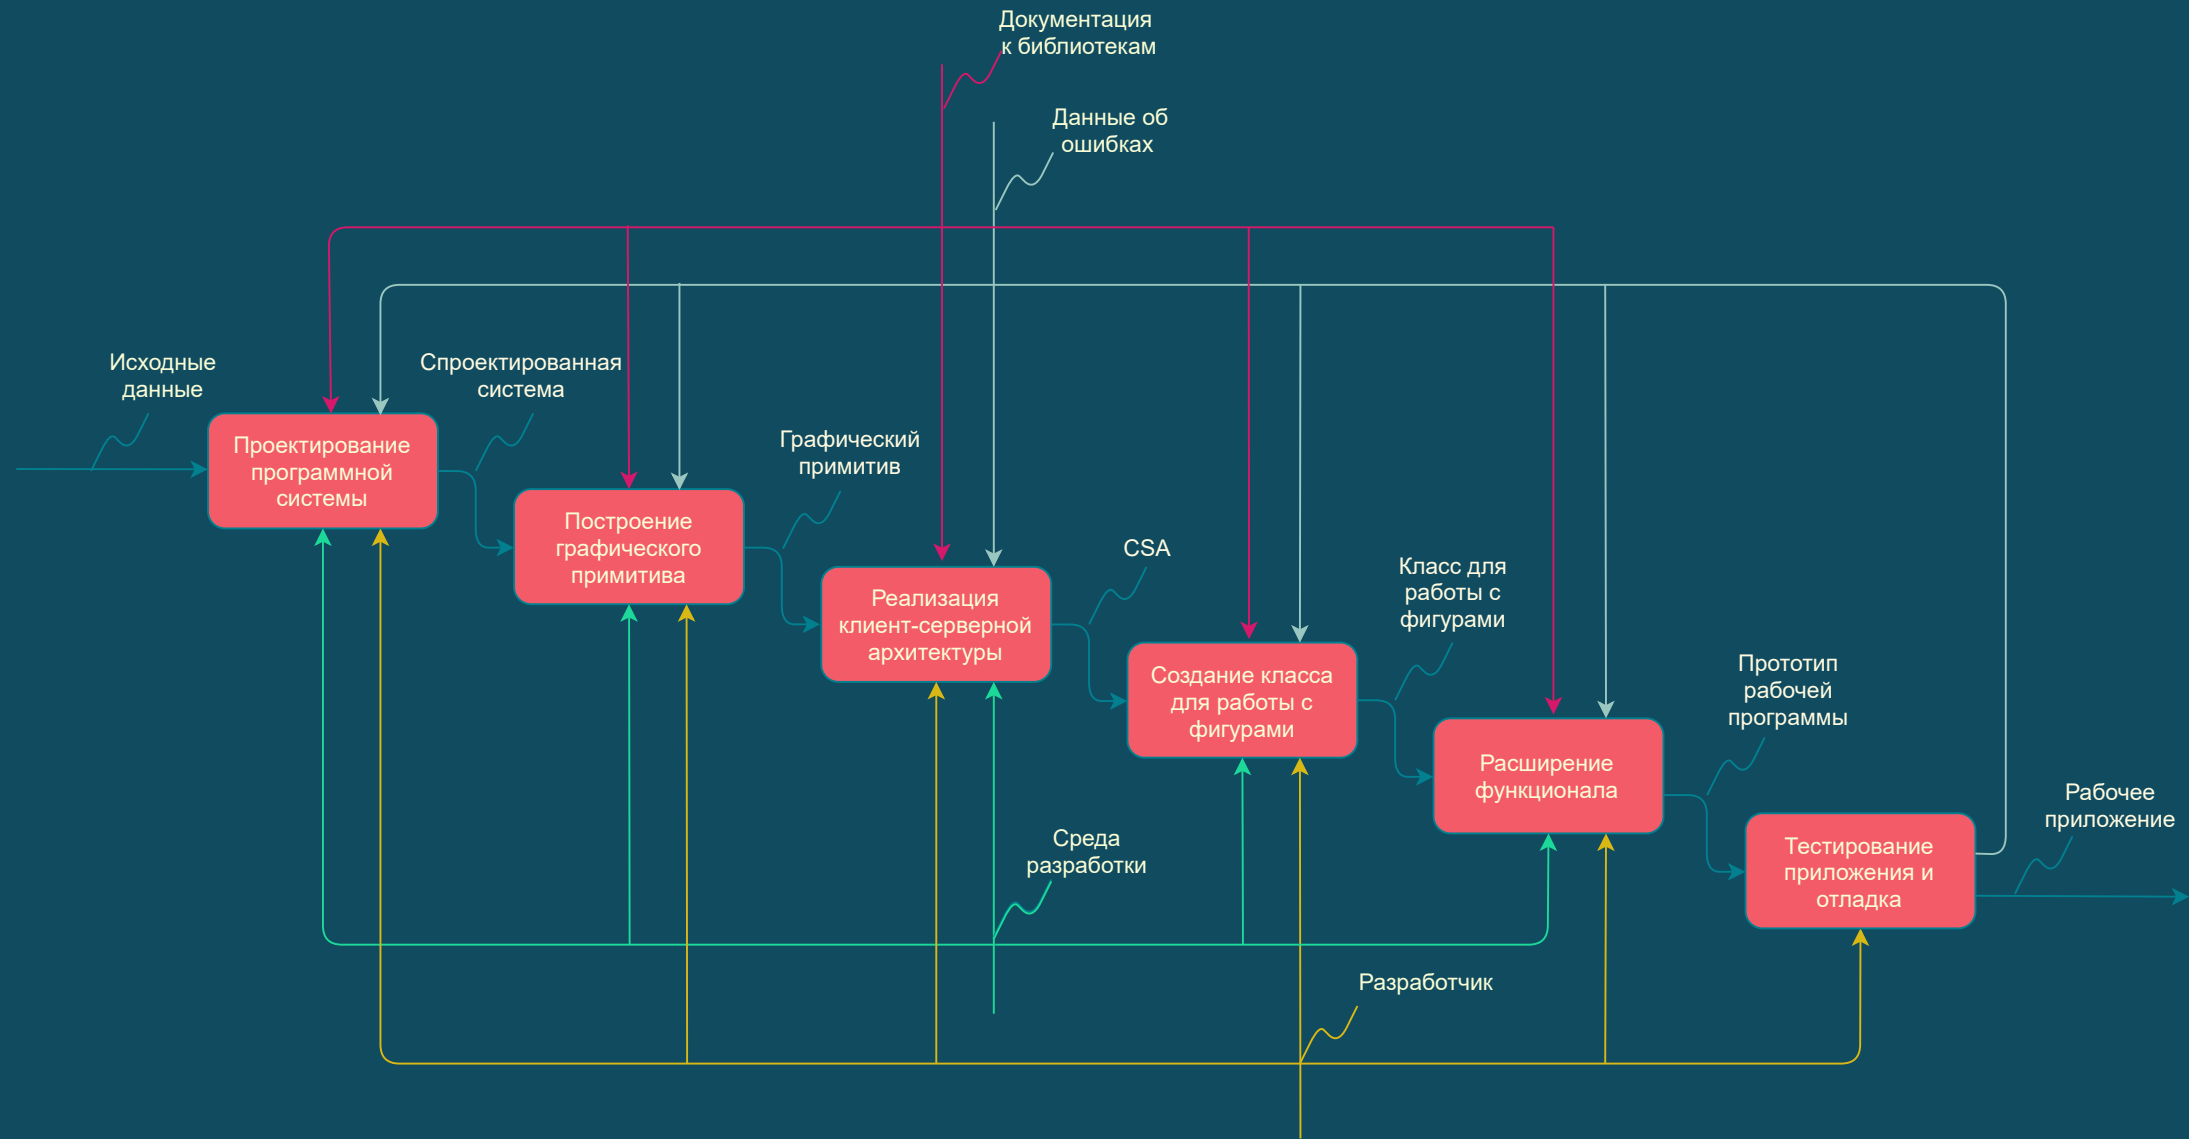 Документация
к библиотекам
Данные об
ошибках
Исходные
данные
Спроектированная
система
Проектирование
программной
системы
Графический
примитив
Построение
графического
примитива
CSA
Реализация
клиент-серверной
архитектуры
Класс для
работы с
фигурами
Создание класса
для работы с
фигурами
Прототип
рабочей
программы
Расширение
функционала
Рабочее
приложение
Тестирование
приложения и
отладка
Среда
разработки
Разработчик